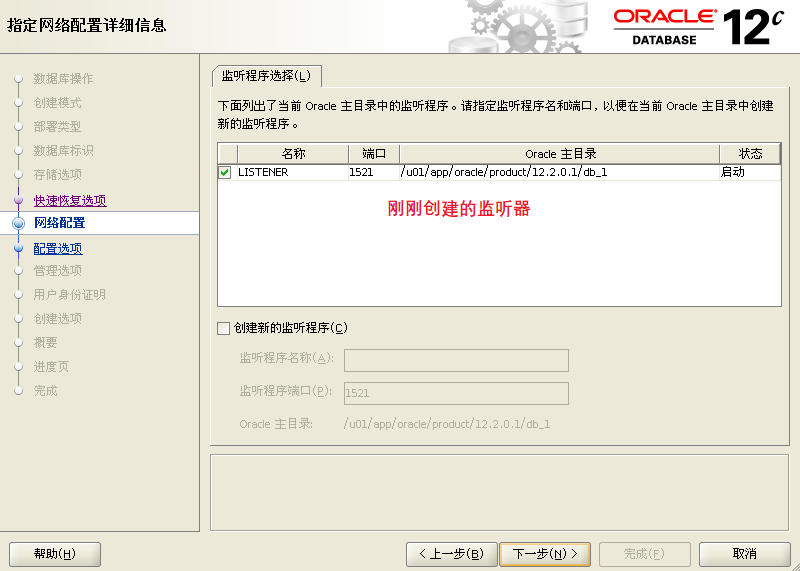 指定网络配置详细信息
ORACLE
DATABASE
12c
数据库操作
创建模式
部署类型
数据库标识
存储选项
快速恢复选项
网络配置
配置选项
管理选项
用户身份证明
创建选项
概要
进度页
完成
监听程序选择(L)
下面列出了当前 Oracle 主目录中的监听程序。请指定监听程序名和端口, 以便在当前 Oracle 主目录中创建
新的监听程序。
名称 端口 Oracle 主目录 状态
LISTENER 1521 /u01/app/oracle/product/12.2.0.1/db_1 启动
刚刚创建的监听器
创建新的监听程序(C)
监听程序名称(A):
监听程序端口(P): 1521
Oracle 主目录: /u01/app/oracle/product/12.2.0.1/db_1
帮助(H) < 上一步(B) 下一步(N) > 完成(F) 取消